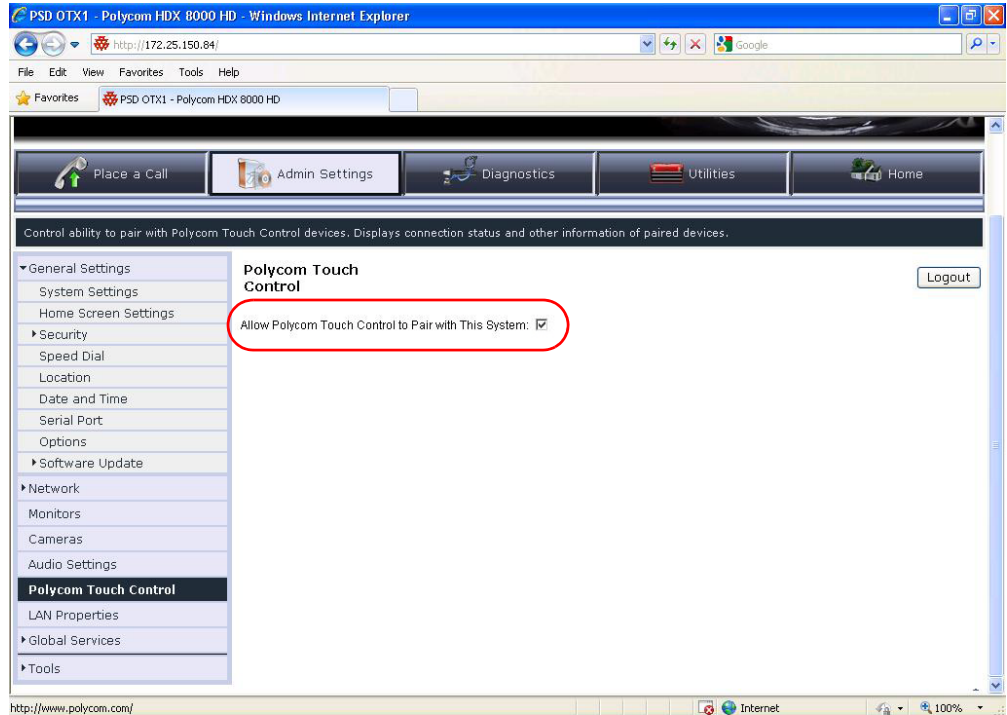 PSD OTX1 - Polycom HDX 8000 HD - Windows Internet Explorer
http://172.25.150.84/
Google
File Edit View Favorites Tools Help
Favorites PSD OTX1 - Polycom HDX 8000 HD
Place a Call Admin Settings Diagnostics Utilities Home
Control ability to pair with Polycom Touch Control devices. Displays connection status and other information of paired devices.
General Settings
System Settings
Home Screen Settings
Security
Speed Dial
Location
Date and Time
Serial Port
Options
Software Update
Network
Monitors
Cameras
Audio Settings
Polycom Touch Control
LAN Properties
Global Services
Tools
Polycom Touch
Control
Logout
Allow Polycom Touch Control to Pair with This System:
http://www.polycom.com/ Internet 100%